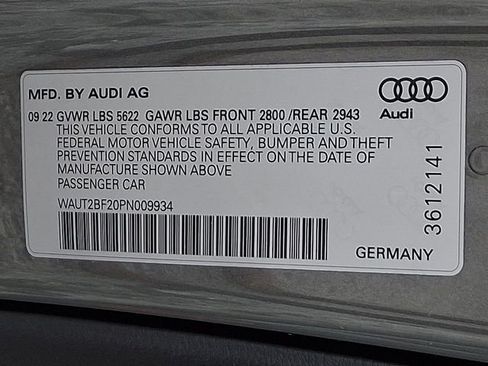 MFD. BY AUDI AG
Audi
09 22 GVWR LBS 5622 GAWR LBS FRONT 2800 /REAR 2943
THIS VEHICLE CONFORMS TO ALL APPLICABLE U.S.
FEDERAL MOTOR VEHICLE SAFETY, BUMPER AND THEFT
PREVENTION STANDARDS IN EFFECT ON THE DATE OF
MANUFACTURE SHOWN ABOVE
PASSENGER CAR
WAUT2BF20PN009934
3612141
GERMANY